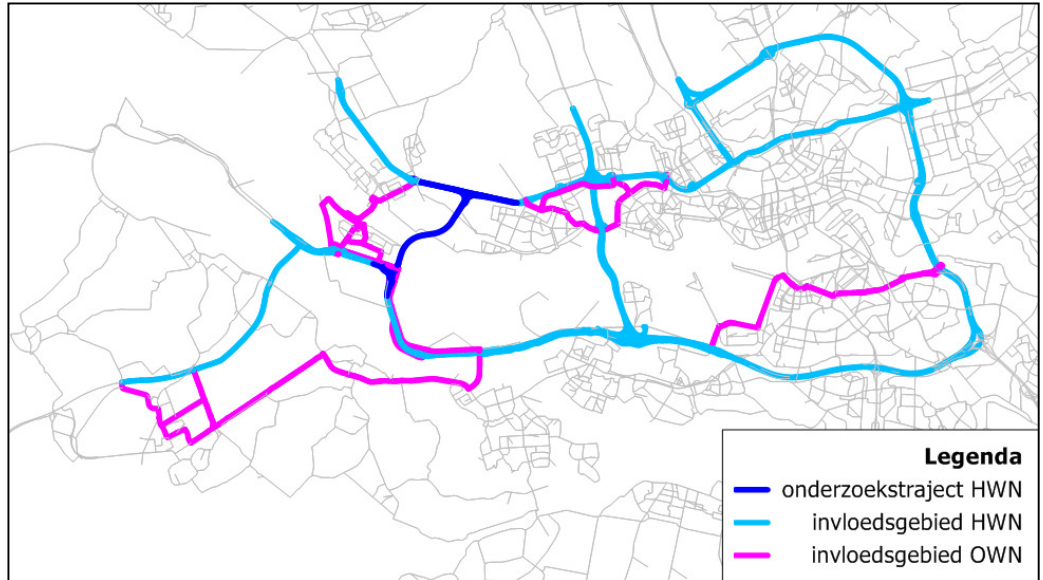 Legenda
onderzoekstraject HWN
invloedsgebied HWN
invloedsgebied OWN